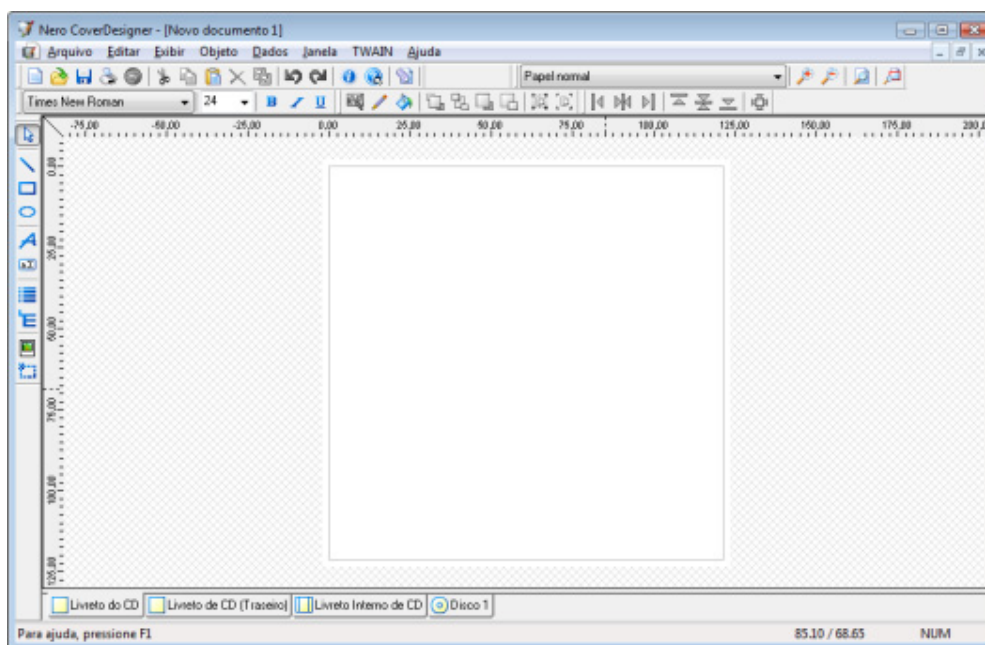 Nero CoverDesigner - [Novo documento 1]
Arquivo Editar Exibir Objeto Dados Janela TWAIN Ajuda
Papel normal
Times New Roman 24 B I U
-75,00 -50,00 -25,00 0,00 25,00 50,00 75,00 100,00 125,00 150,00 175,00 200,0
0,00
25,00
50,00
75,00
100,00
125,00
Livreto do CD Livreto de CD (Traseiro) Livreto Interno de CD Disco 1
Para ajuda, pressione F1 85.10 / 68.65 NUM